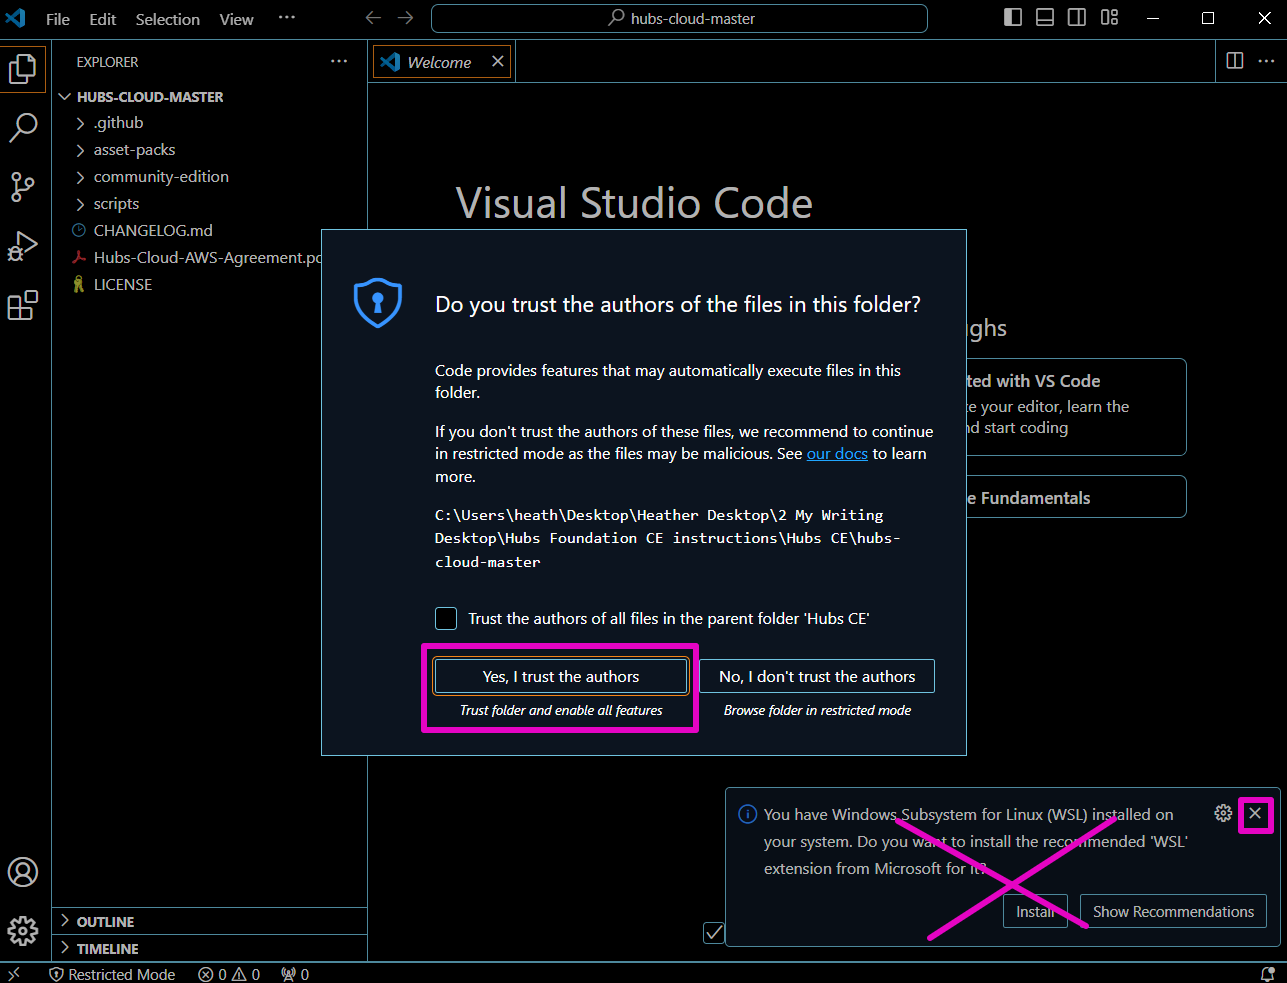 File Edit Selection View ···
hubs-cloud-master
EXPLORER ···
Welcome
HUBS-CLOUD-MASTER
.github
asset-packs
community-edition
scripts
CHANGELOG.md
Hubs-Cloud-AWS-Agreement.pd
LICENSE
Visual Studio Code
Do you trust the authors of the files in this folder?
Code provides features that may automatically execute files in this
folder.
If you don't trust the authors of these files, we recommend to continue
in restricted mode as the files may be malicious. See our docs to learn
more.
C:\Users\heath\Desktop\Heather Desktop\2 My Writing
Desktop\Hubs Foundation CE instructions\Hubs CE\hubs-
cloud-master
Trust the authors of all files in the parent folder 'Hubs CE'
Yes, I trust the authors
Trust folder and enable all features
No, I don't trust the authors
Browse folder in restricted mode
ghs
ted with VS Code
e your editor, learn the
nd start coding
e Fundamentals
You have Windows Subsystem for Linux (WSL) installed on
your system. Do you want to install the recommended 'WSL'
extension from Microsoft for it?
Install
Show Recommendations
OUTLINE
TIMELINE
Restricted Mode 0 0 0